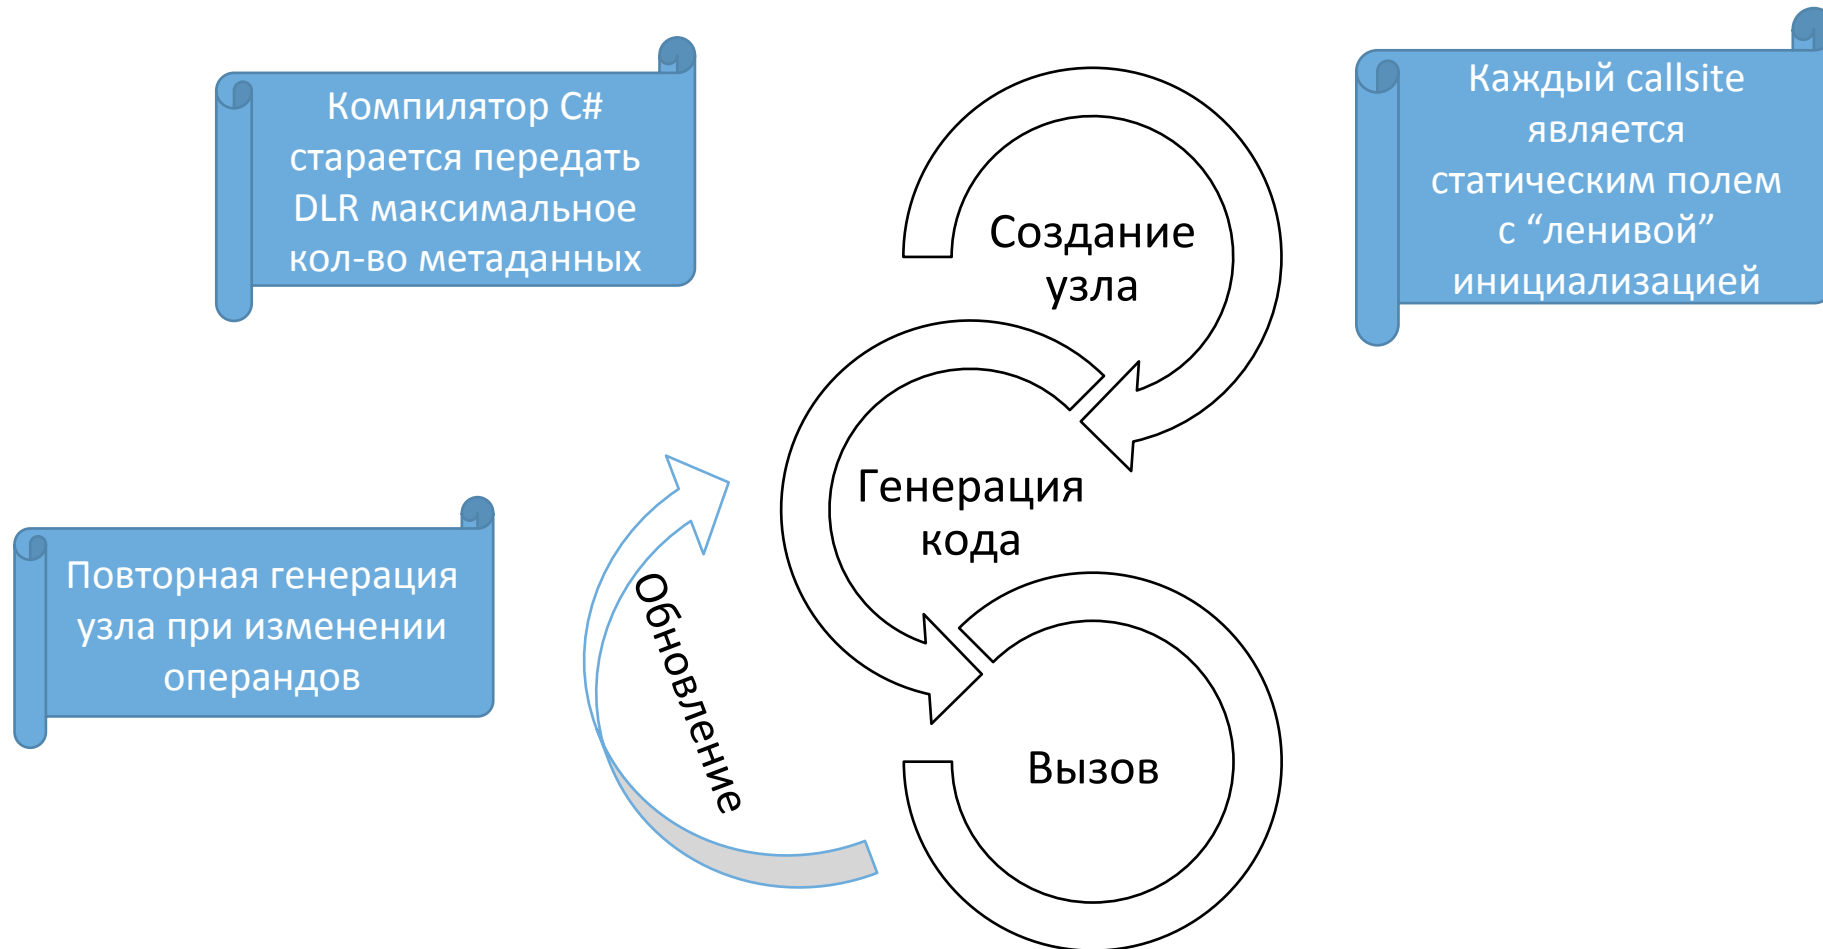 Компилятор C#
старается передать
DLR максимальное
кол-во метаданных
Каждый callsite
является
статическим полем
с “ленивой”
инициализацией
Создание
узла
Генерация
кода
Повторная генерация
узла при изменении
операндов
Обновление
Вызов